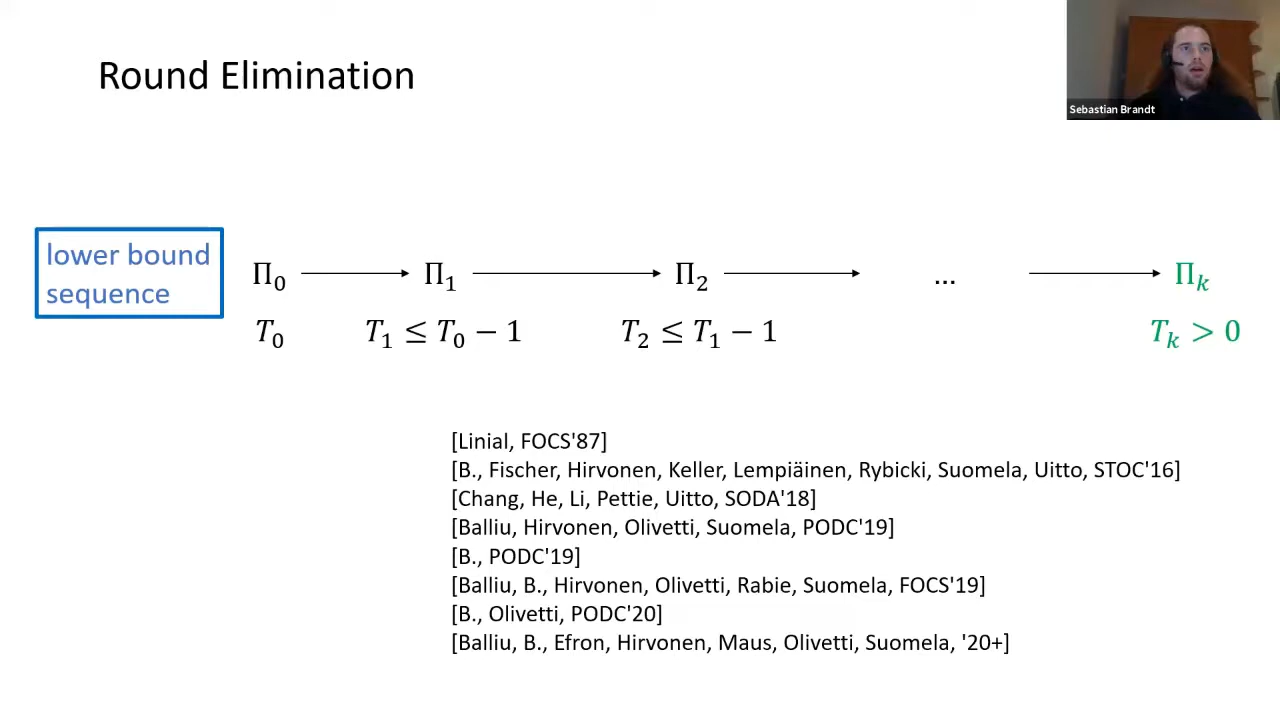 Round Elimination
Sebastian Brandt
lower bound
sequence
Π₀ → Π₁ → Π₂ → ... → Πₖ
T₀ T₁ ≤ T₀ − 1 T₂ ≤ T₁ − 1 Tₖ > 0
[Linial, FOCS'87]
[B., Fischer, Hirvonen, Keller, Lempiäinen, Rybicki, Suomela, Uitto, STOC'16]
[Chang, He, Li, Pettie, Uitto, SODA'18]
[Balliu, Hirvonen, Olivetti, Suomela, PODC'19]
[B., PODC'19]
[Balliu, B., Hirvonen, Olivetti, Rabie, Suomela, FOCS'19]
[B., Olivetti, PODC'20]
[Balliu, B., Efron, Hirvonen, Maus, Olivetti, Suomela, '20+]